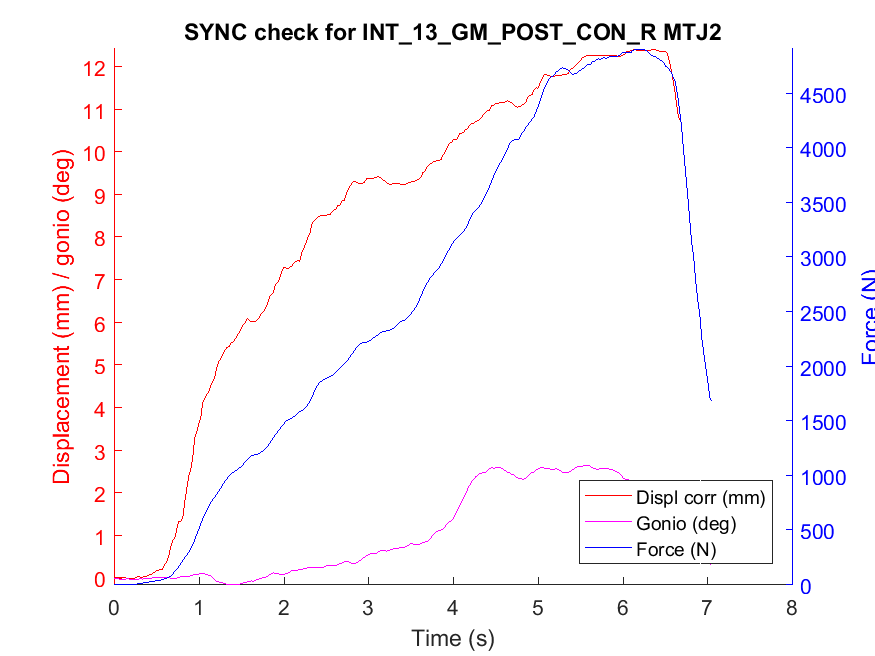 SYNC check for INT_13_GM_POST_CON_R MTJ2
Displacement (mm) / gonio (deg)
12
11
10
9
8
7
6
5
4
3
2
1
0
4500
4000
3500
3000
2500
2000
1500
1000
500
0
Force (N)
Displ corr (mm)
Gonio (deg)
Force (N)
0 1 2 3 4 5 6 7 8
Time (s)